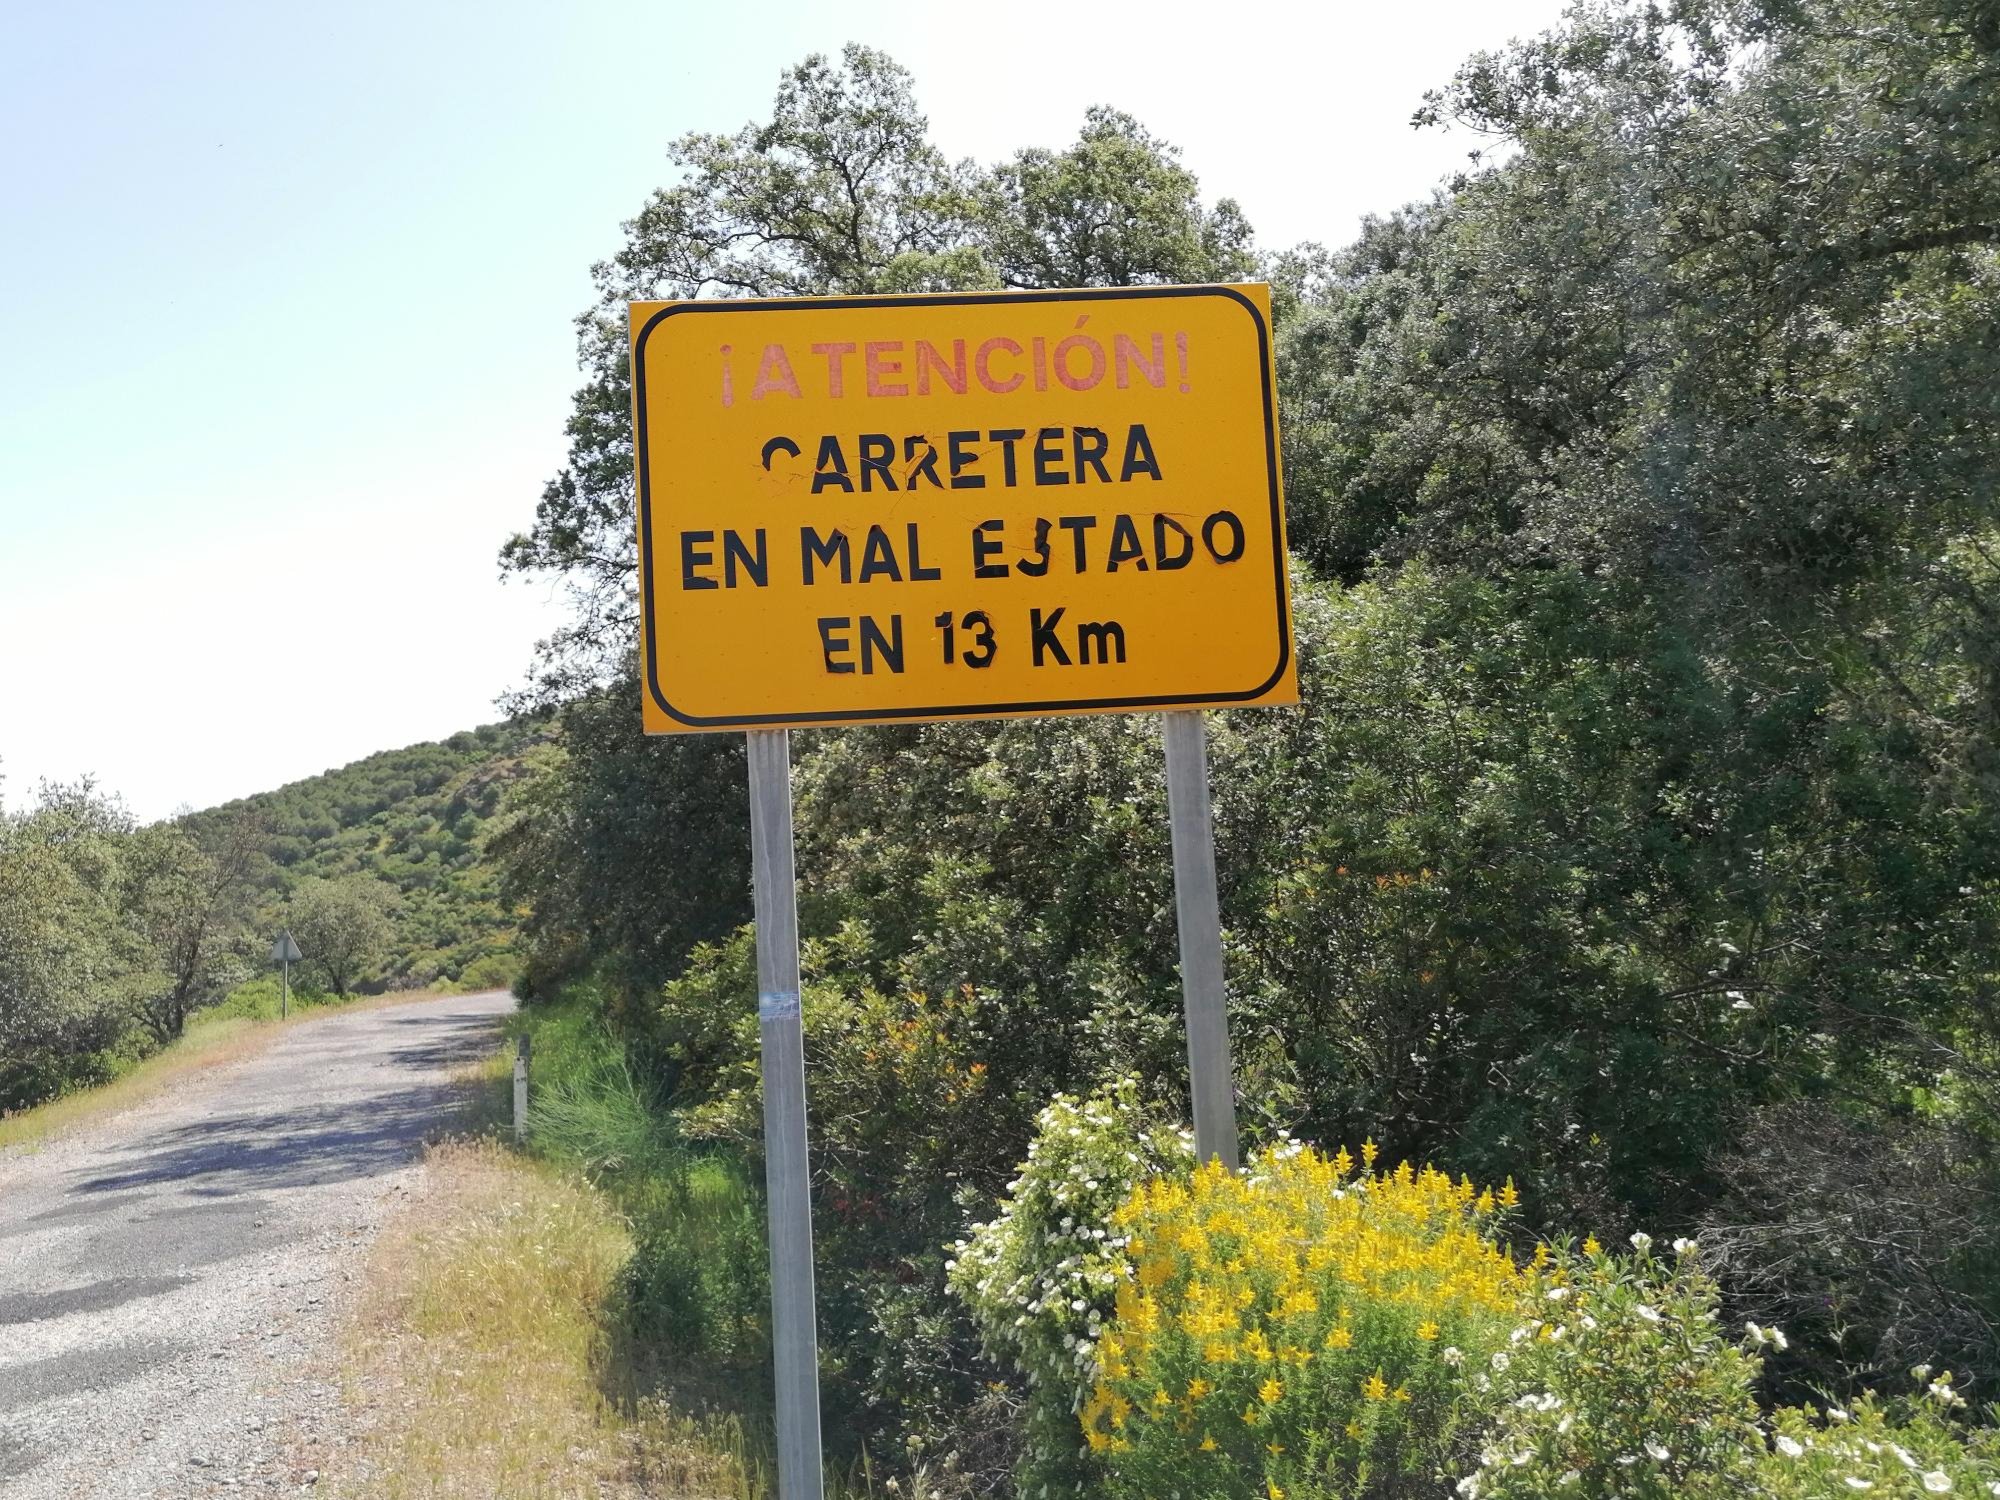 ¡ATENCIÓN!
CARRETERA
EN MAL ESTADO
EN 13 Km